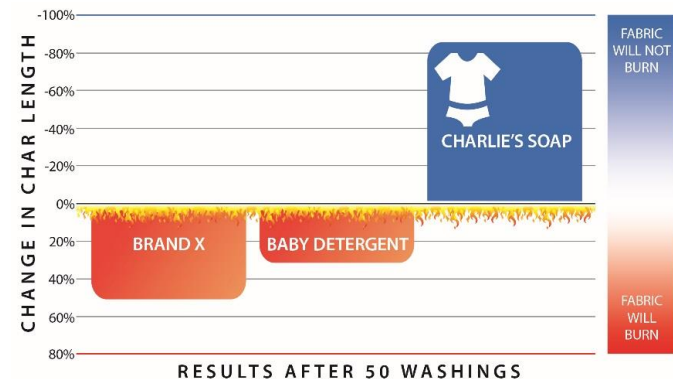 CHANGE IN CHAR LENGTH
-100%
-80%
-60%
-40%
-20%
0%
20%
40%
60%
80%
BRAND X
BABY DETERGENT
CHARLIE'S SOAP
FABRIC
WILL NOT
BURN
FABRIC
WILL
BURN
RESULTS AFTER 50 WASHINGS